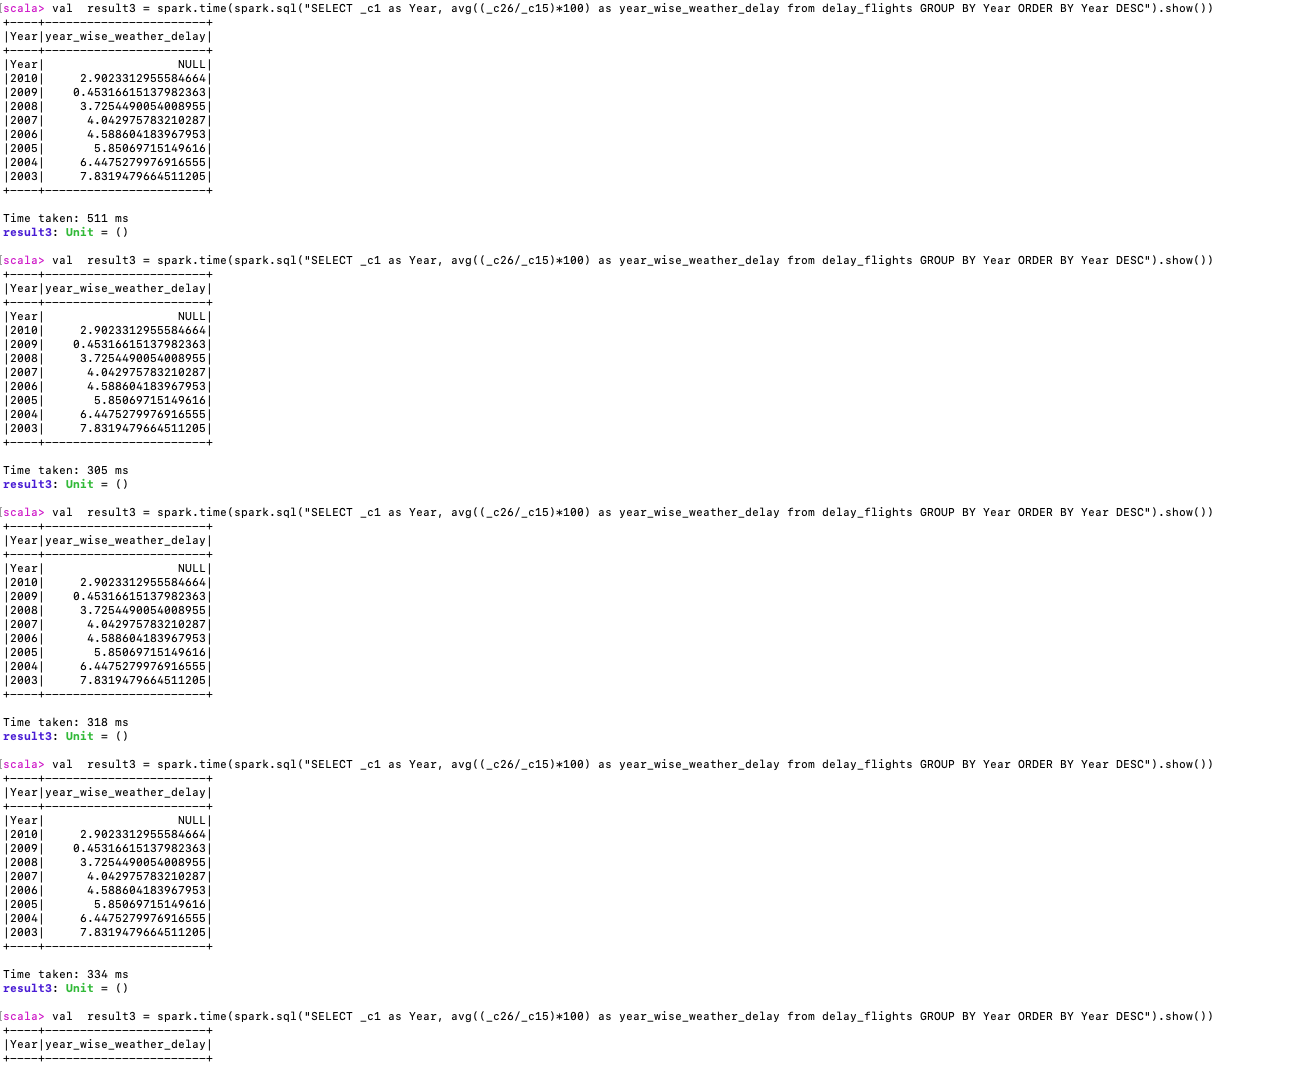 scala> val  result3 = spark.time(spark.sql("SELECT _c1 as Year, avg((_c26/_c15)*100) as year_wise_weather_delay from delay_flights GROUP BY Year ORDER BY Year DESC").show())
+----+-----------------------+
|Year|year_wise_weather_delay|
+----+-----------------------+
|Year|                   NULL|
|2010|     2.9023312955584664|
|2009|    0.45316615137982363|
|2008|     3.7254490054008955|
|2007|      4.042975783210287|
|2006|      4.588604183967953|
|2005|       5.85069715149616|
|2004|     6.4475279976916555|
|2003|     7.8319479664511205|
+----+-----------------------+
Time taken: 511 ms
result3: Unit = ()
scala> val  result3 = spark.time(spark.sql("SELECT _c1 as Year, avg((_c26/_c15)*100) as year_wise_weather_delay from delay_flights GROUP BY Year ORDER BY Year DESC").show())
+----+-----------------------+
|Year|year_wise_weather_delay|
+----+-----------------------+
|Year|                   NULL|
|2010|     2.9023312955584664|
|2009|    0.45316615137982363|
|2008|     3.7254490054008955|
|2007|      4.042975783210287|
|2006|      4.588604183967953|
|2005|       5.85069715149616|
|2004|     6.4475279976916555|
|2003|     7.8319479664511205|
+----+-----------------------+
Time taken: 305 ms
result3: Unit = ()
scala> val  result3 = spark.time(spark.sql("SELECT _c1 as Year, avg((_c26/_c15)*100) as year_wise_weather_delay from delay_flights GROUP BY Year ORDER BY Year DESC").show())
+----+-----------------------+
|Year|year_wise_weather_delay|
+----+-----------------------+
|Year|                   NULL|
|2010|     2.9023312955584664|
|2009|    0.45316615137982363|
|2008|     3.7254490054008955|
|2007|      4.042975783210287|
|2006|      4.588604183967953|
|2005|       5.85069715149616|
|2004|     6.4475279976916555|
|2003|     7.8319479664511205|
+----+-----------------------+
Time taken: 318 ms
result3: Unit = ()
scala> val  result3 = spark.time(spark.sql("SELECT _c1 as Year, avg((_c26/_c15)*100) as year_wise_weather_delay from delay_flights GROUP BY Year ORDER BY Year DESC").show())
+----+-----------------------+
|Year|year_wise_weather_delay|
+----+-----------------------+
|Year|                   NULL|
|2010|     2.9023312955584664|
|2009|    0.45316615137982363|
|2008|     3.7254490054008955|
|2007|      4.042975783210287|
|2006|      4.588604183967953|
|2005|       5.85069715149616|
|2004|     6.4475279976916555|
|2003|     7.8319479664511205|
+----+-----------------------+
Time taken: 334 ms
result3: Unit = ()
scala> val  result3 = spark.time(spark.sql("SELECT _c1 as Year, avg((_c26/_c15)*100) as year_wise_weather_delay from delay_flights GROUP BY Year ORDER BY Year DESC").show())
+----+-----------------------+
|Year|year_wise_weather_delay|
+----+-----------------------+